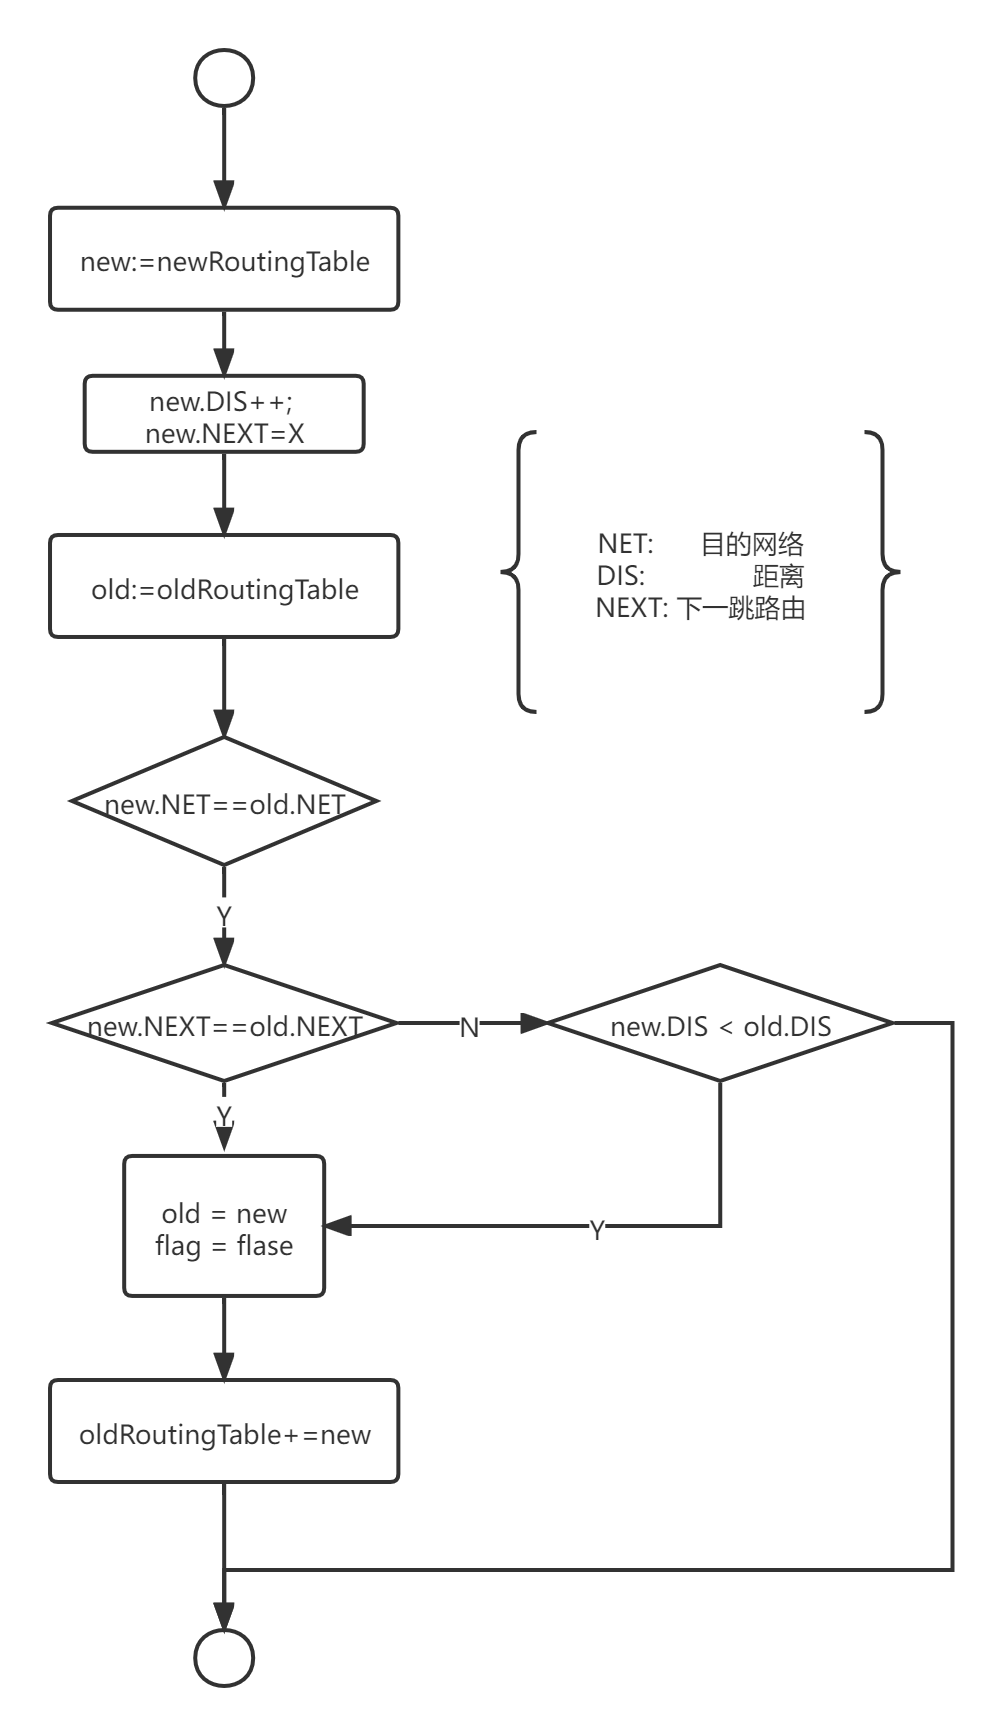 new:=newRoutingTable
new.DIS++;
new.NEXT=X
old:=oldRoutingTable
NET: 目的网络
DIS: 距离
NEXT: 下一跳路由
new.NET==old.NET
Y
new.NEXT==old.NEXT
N
new.DIS < old.DIS
Y
old = new
flag = flase
Y
oldRoutingTable+=new